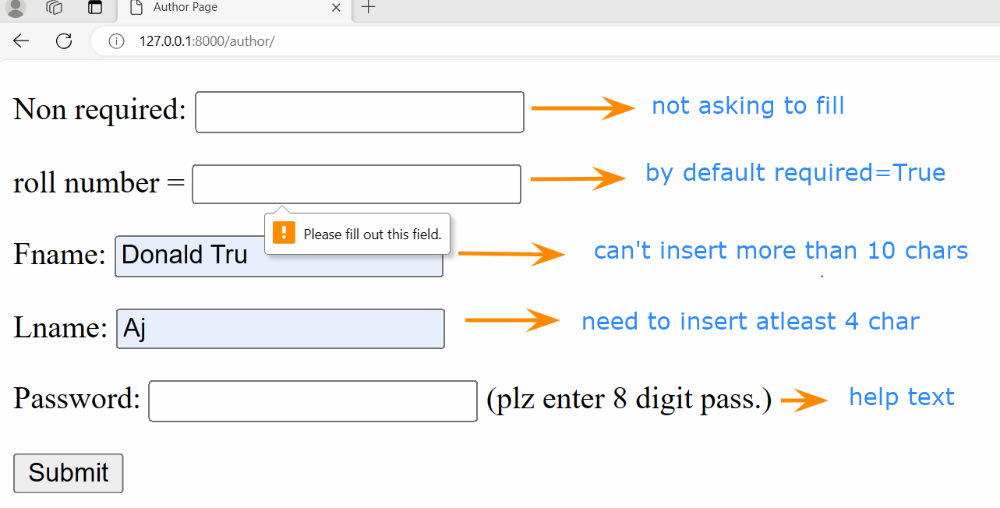 Author Page
127.0.0.1:8000/author/
Non required: not asking to fill
roll number = by default required=True
Please fill out this field.
Fname: Donald Tru can't insert more than 10 chars
Lname: Aj need to insert atleast 4 char
Password: (plz enter 8 digit pass.) help text
Submit